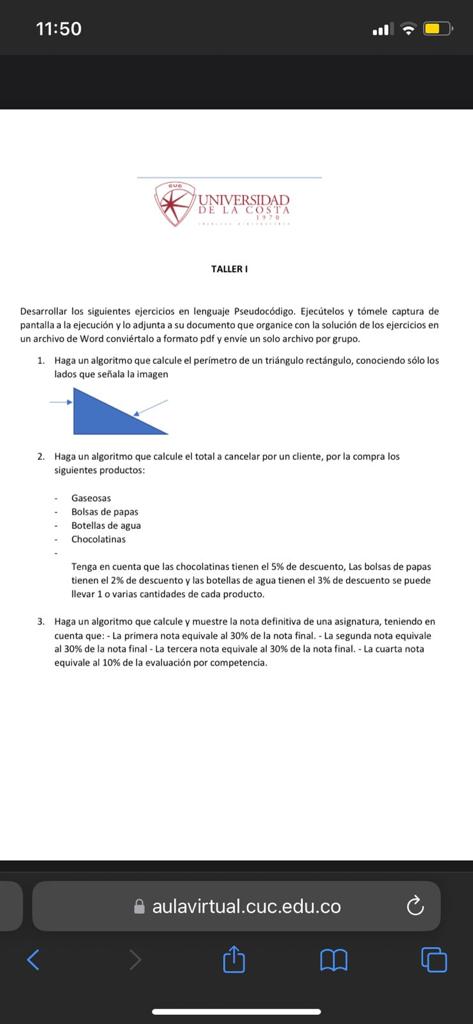 11:50
CUC
UNIVERSIDAD
DE LA COSTA
1970
TALLER I
Desarrollar los siguientes ejercicios en lenguaje Pseudocódigo. Ejecútelos y tómele captura de
pantalla a la ejecución y lo adjunta a su documento que organice con la solución de los ejercicios en
un archivo de Word conviértalo a formato pdf y envíe un solo archivo por grupo.
1. Haga un algoritmo que calcule el perímetro de un triángulo rectángulo, conociendo sólo los
lados que señala la imagen
2. Haga un algoritmo que calcule el total a cancelar por un cliente, por la compra los
siguientes productos:
- Gaseosas
- Bolsas de papas
- Botellas de agua
- Chocolatinas
-
Tenga en cuenta que las chocolatinas tienen el 5% de descuento, Las bolsas de papas
tienen el 2% de descuento y las botellas de agua tienen el 3% de descuento se puede
llevar 1 o varias cantidades de cada producto.
3. Haga un algoritmo que calcule y muestre la nota definitiva de una asignatura, teniendo en
cuenta que: - La primera nota equivale al 30% de la nota final. - La segunda nota equivale
al 30% de la nota final - La tercera nota equivale al 30% de la nota final. - La cuarta nota
equivale al 10% de la evaluación por competencia.
aulavirtual.cuc.edu.co